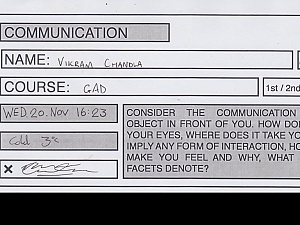 COMMUNICATION
NAME: VIKRAM CHANDLA
COURSE: GAD
1st / 2nd
WED 20. NOV 16:23
Cold 3°c
CONSIDER THE COMMUNICATION
OBJECT IN FRONT OF YOU. HOW DOE
YOUR EYES, WHERE DOES IT TAKE YO
IMPLY ANY FORM OF INTERACTION, HO
MAKE YOU FEEL AND WHY, WHAT
FACETS DENOTE?
x